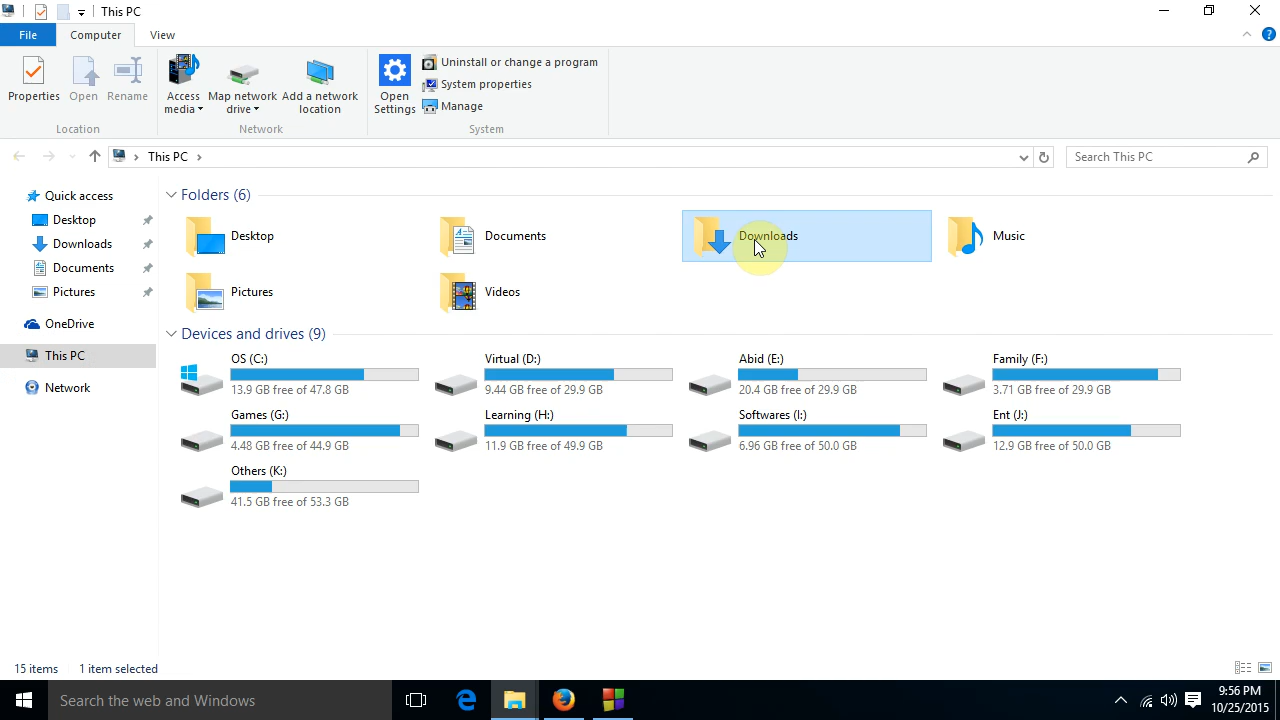 This PC
File
Computer
View
Properties
Open
Rename
Access media
Map network drive
Add a network location
Open Settings
Uninstall or change a program
System properties
Manage
Location
Network
System
This PC
Search This PC
Quick access
Desktop
Downloads
Documents
Pictures
OneDrive
This PC
Network
Folders (6)
Desktop
Documents
Downloads
Music
Pictures
Videos
Devices and drives (9)
OS (C:)
13.9 GB free of 47.8 GB
Virtual (D:)
9.44 GB free of 29.9 GB
Abid (E:)
20.4 GB free of 29.9 GB
Family (F:)
3.71 GB free of 29.9 GB
Games (G:)
4.48 GB free of 44.9 GB
Learning (H:)
11.9 GB free of 49.9 GB
Softwares (I:)
6.96 GB free of 50.0 GB
Ent (J:)
12.9 GB free of 50.0 GB
Others (K:)
41.5 GB free of 53.3 GB
15 items
1 item selected
Search the web and Windows
9:56 PM
10/25/2015